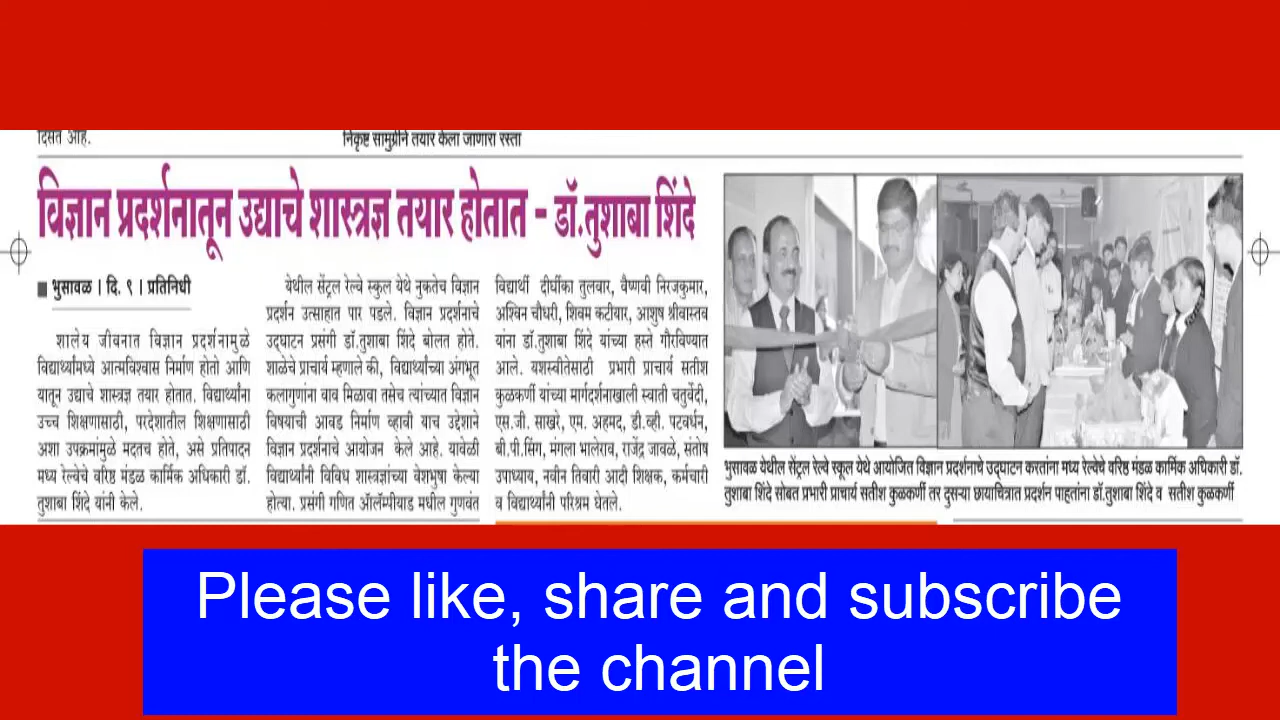 दिसत आहे.
निकृष्ट सामुग्रीने तयार केला जाणारा रस्ता
विज्ञान प्रदर्शनातून उद्याचे शास्त्रज्ञ तयार होतात - डॉ.तुशाबा शिंदे
भुसावळ । दि. ९ । प्रतिनिधी
शालेय जीवनात विज्ञान प्रदर्शनामुळे
विद्यार्थ्यांमध्ये आत्मविश्वास निर्माण होतो आणि
यातून उद्याचे शास्त्रज्ञ तयार होतात. विद्यार्थ्यांना
उच्च शिक्षणासाठी, परदेशातील शिक्षणासाठी
अशा उपक्रमांमुळे मदतच होते, असे प्रतिपादन
मध्य रेल्वेचे वरिष्ठ मंडळ कार्मिक अधिकारी डॉ.
तुशाबा शिंदे यांनी केले.
येथील सेंट्रल रेल्वे स्कुल येथे नुकतेच विज्ञान
प्रदर्शन उत्साहात पार पडले. विज्ञान प्रदर्शनाचे
उद्घाटन प्रसंगी डॉ.तुशाबा शिंदे बोलत होते.
शाळेचे प्राचार्य म्हणाले की, विद्यार्थ्यांच्या अंगभूत
कलागुणांना वाव मिळावा तसेच त्यांच्यात विज्ञान
विषयाची आवड निर्माण व्हावी याच उद्देशाने
विज्ञान प्रदर्शनाचे आयोजन केले आहे. यावेळी
विद्यार्थ्यांनी विविध शास्त्रज्ञांच्या वेशभुषा केल्या
होत्या. प्रसंगी गणित ऑलम्पीयाड मधील गुणवंत
विद्यार्थी दीर्घीका तुलवार, वैष्णवी निरजकुमार,
अश्विन चौधरी, शिवम कटीयार, आशुष श्रीवास्तव
यांना डॉ.तुशाबा शिंदे यांच्या हस्ते गौरविण्यात
आले. यशस्वीतेसाठी प्रभारी प्राचार्य सतीश
कुळकर्णी यांच्या मार्गदर्शनाखाली स्वाती चतुर्वेदी,
एस.जी. साखरे, एम. अहमद, डी.व्ही. पटवर्धन,
बी.पी.सिंग, मंगला भालेराव, राजेंद्र जावळे, संतोष
उपाध्याय, नवीन तिवारी आदी शिक्षक, कर्मचारी
व विद्यार्थ्यांनी परिश्रम घेतले.
भुसावळ येथील सेंट्रल रेल्वे स्कूल येथे आयोजित विज्ञान प्रदर्शनाचे उद्घाटन करतांना मध्य रेल्वेचे वरिष्ठ मंडळ कार्मिक अधिकारी डॉ.
तुशाबा शिंदे सोबत प्रभारी प्राचार्य सतीश कुळकर्णी तर दुसऱ्या छायाचित्रात प्रदर्शन पाहतांना डॉ.तुशाबा शिंदे व सतीश कुळकर्णी
Please like, share and subscribe
the channel